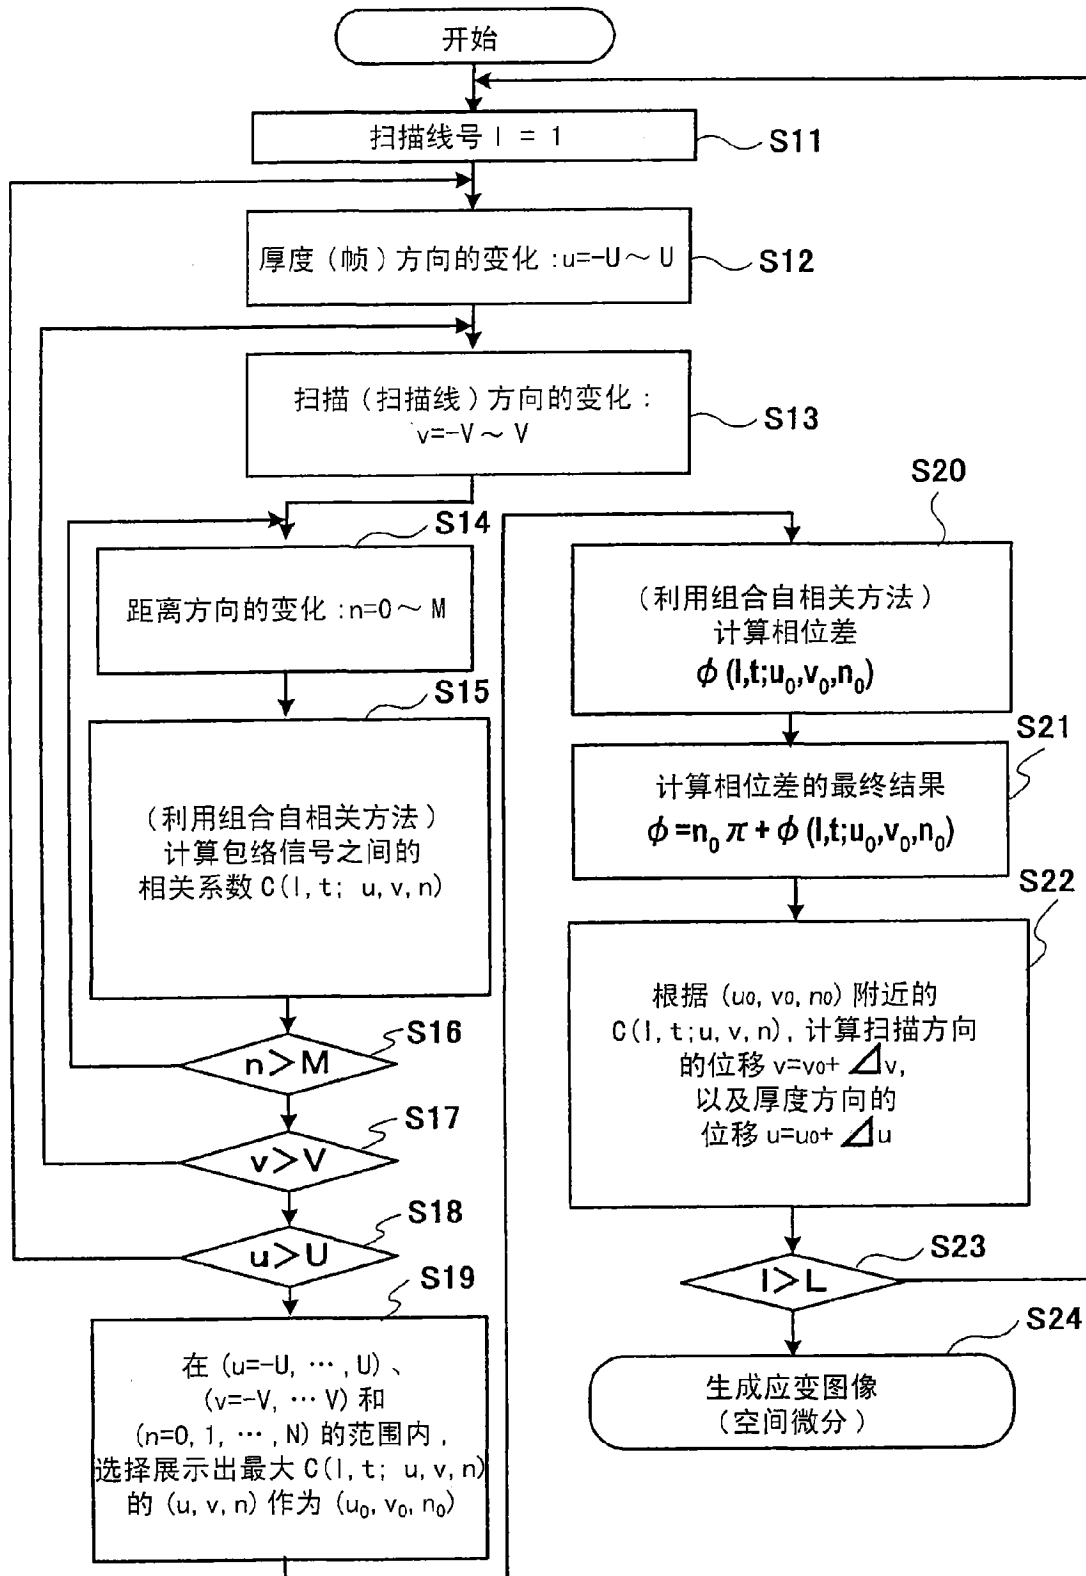 开始
扫描线号 l = 1
S11
厚度（帧）方向的变化:u=-U～U
S12
扫描（扫描线）方向的变化:
v=-V～V
S13
S14
距离方向的变化:n=0～M
S15
（利用组合自相关方法）
计算包络信号之间的
相关系数 C(l,t; u,v,n)
S16
n＞M
S17
v＞V
S18
u＞U
S19
在 (u=-U, …, U)、
(v=-V, … V) 和
(n=0, 1, …, N) 的范围内,
选择展示出最大 C(l,t; u,v,n)
的 (u,v,n) 作为 (u₀,v₀,n₀)
S20
（利用组合自相关方法）
计算相位差
ϕ (l,t;u₀,v₀,n₀)
S21
计算相位差的最终结果
ϕ=n₀π+ϕ (l,t;u₀,v₀,n₀)
S22
根据 (u₀,v₀,n₀) 附近的
C(l,t;u,v,n), 计算扫描方向
的位移 v=v₀+⊿v,
以及厚度方向的
位移 u=u₀+⊿u
S23
l＞L
S24
生成应变图像
（空间微分）